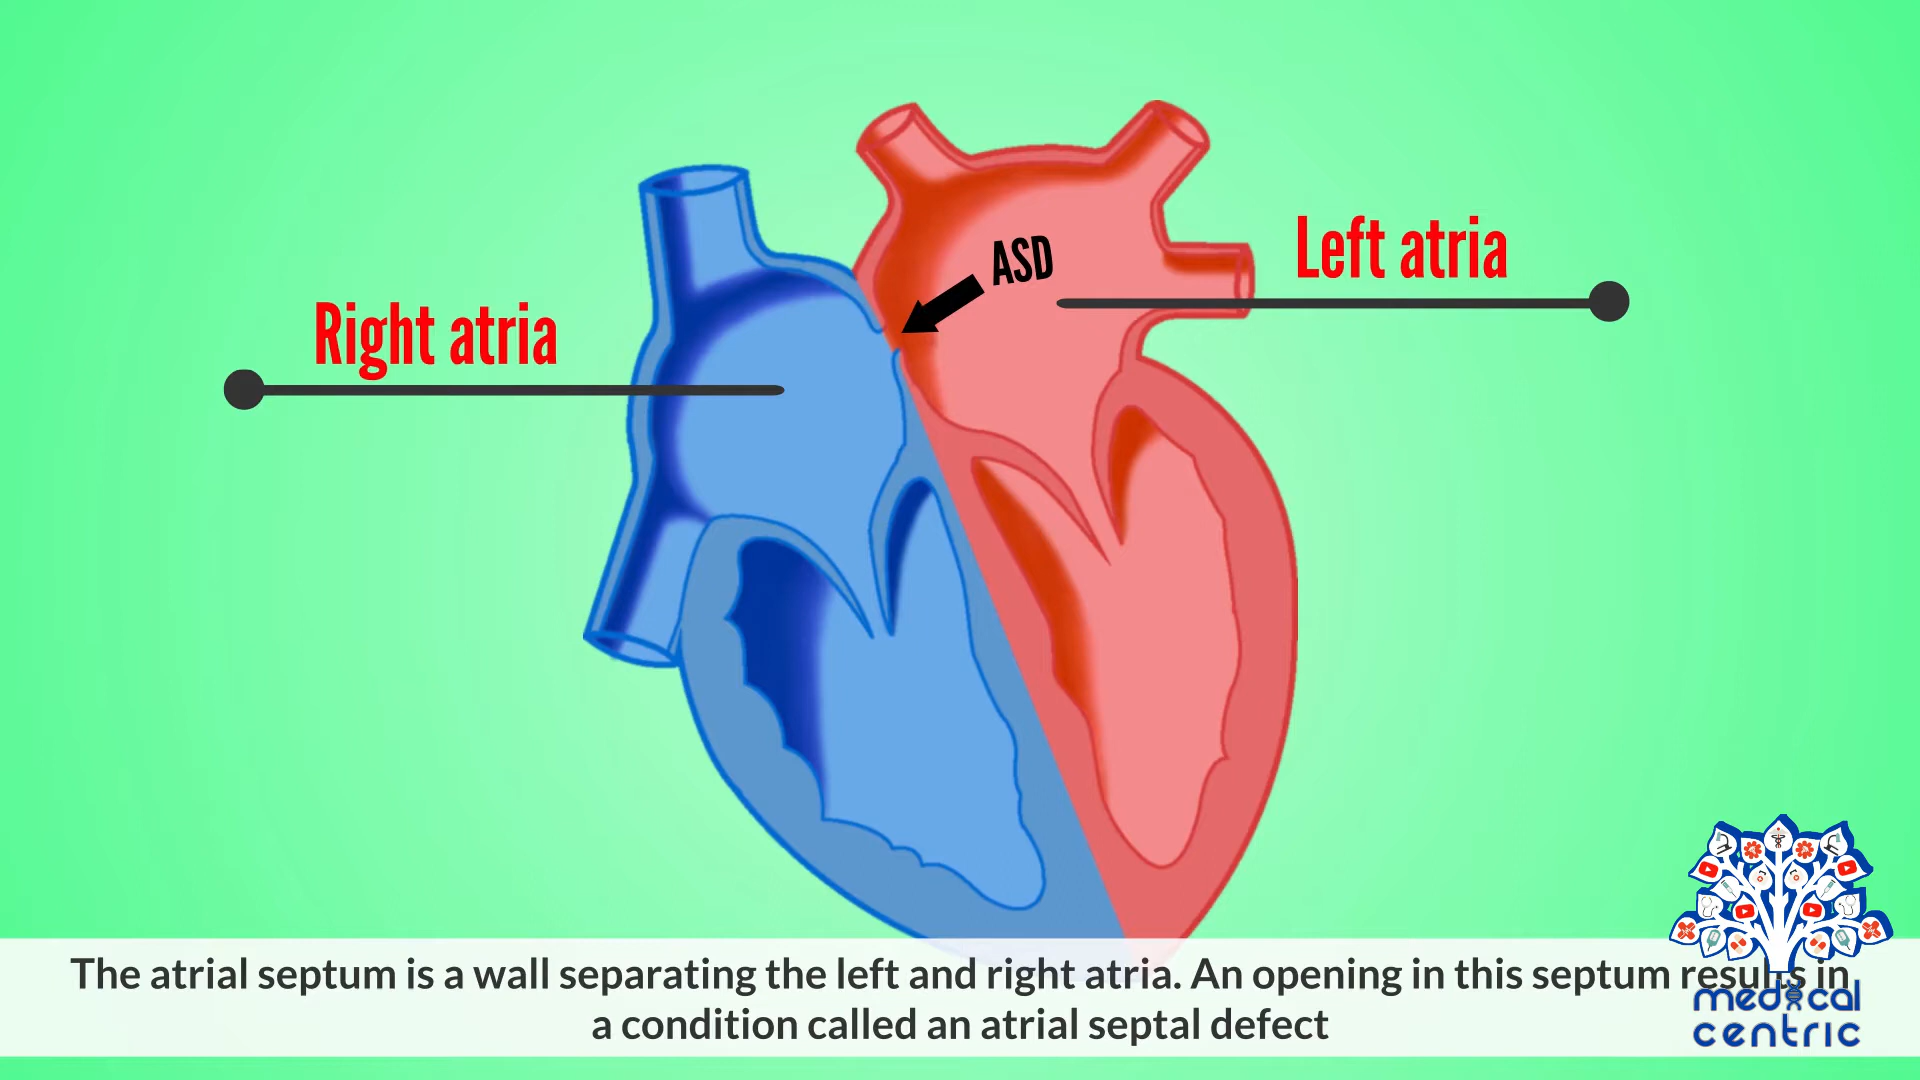 ASD
Left atria
Right atria
The atrial septum is a wall separating the left and right atria. An opening in this septum results in
a condition called an atrial septal defect
medical
centric